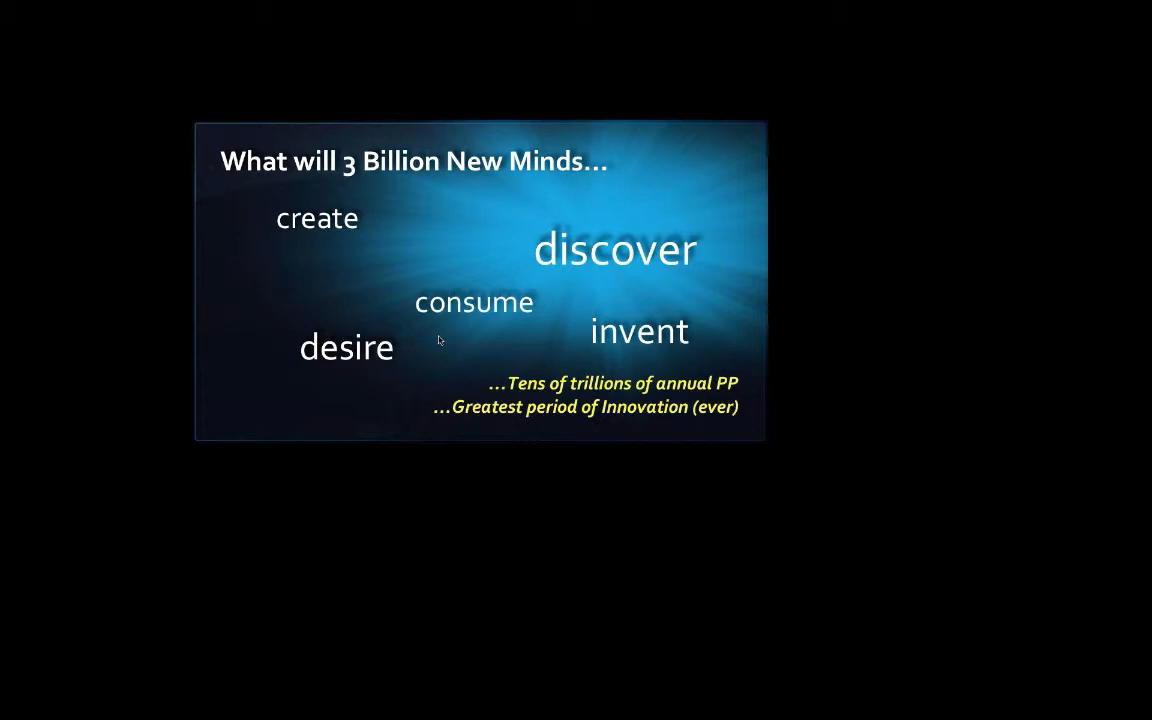 What will 3 Billion New Minds...
create
discover
consume
invent
desire
...Tens of trillions of annual PP
...Greatest period of Innovation (ever)